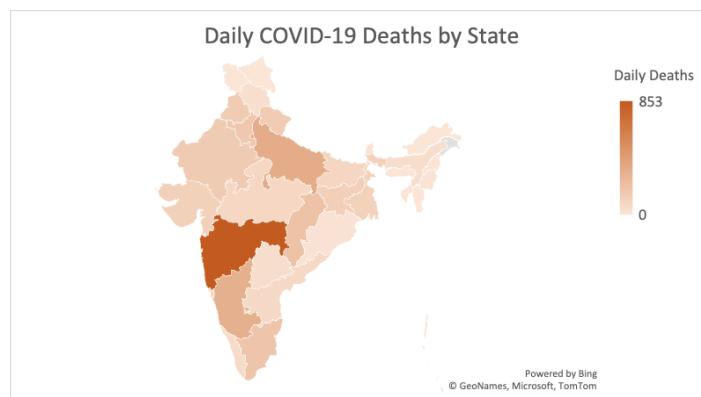 Daily COVID-19 Deaths by State
Daily Deaths
853
0
Powered by Bing
© GeoNames, Microsoft, TomTom